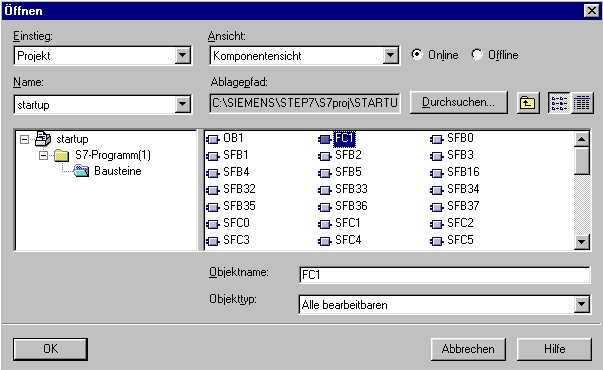 Öffnen
Einstieg:
Projekt
Ansicht:
Komponentensicht
Online
Offline
Name:
startup
Ablagepfad:
C:\SIEMENS\STEP7\S7proj\STARTU
Durchsuchen...
startup
S7-Programm(1)
Bausteine
OB1 FC1 SFB0
SFB1 SFB2 SFB3
SFB4 SFB5 SFB16
SFB32 SFB33 SFB34
SFB35 SFB36 SFB37
SFC0 SFC1 SFC2
SFC3 SFC4 SFC5
Objektname:
FC1
Objekttyp:
Alle bearbeitbaren
OK
Abbrechen
Hilfe